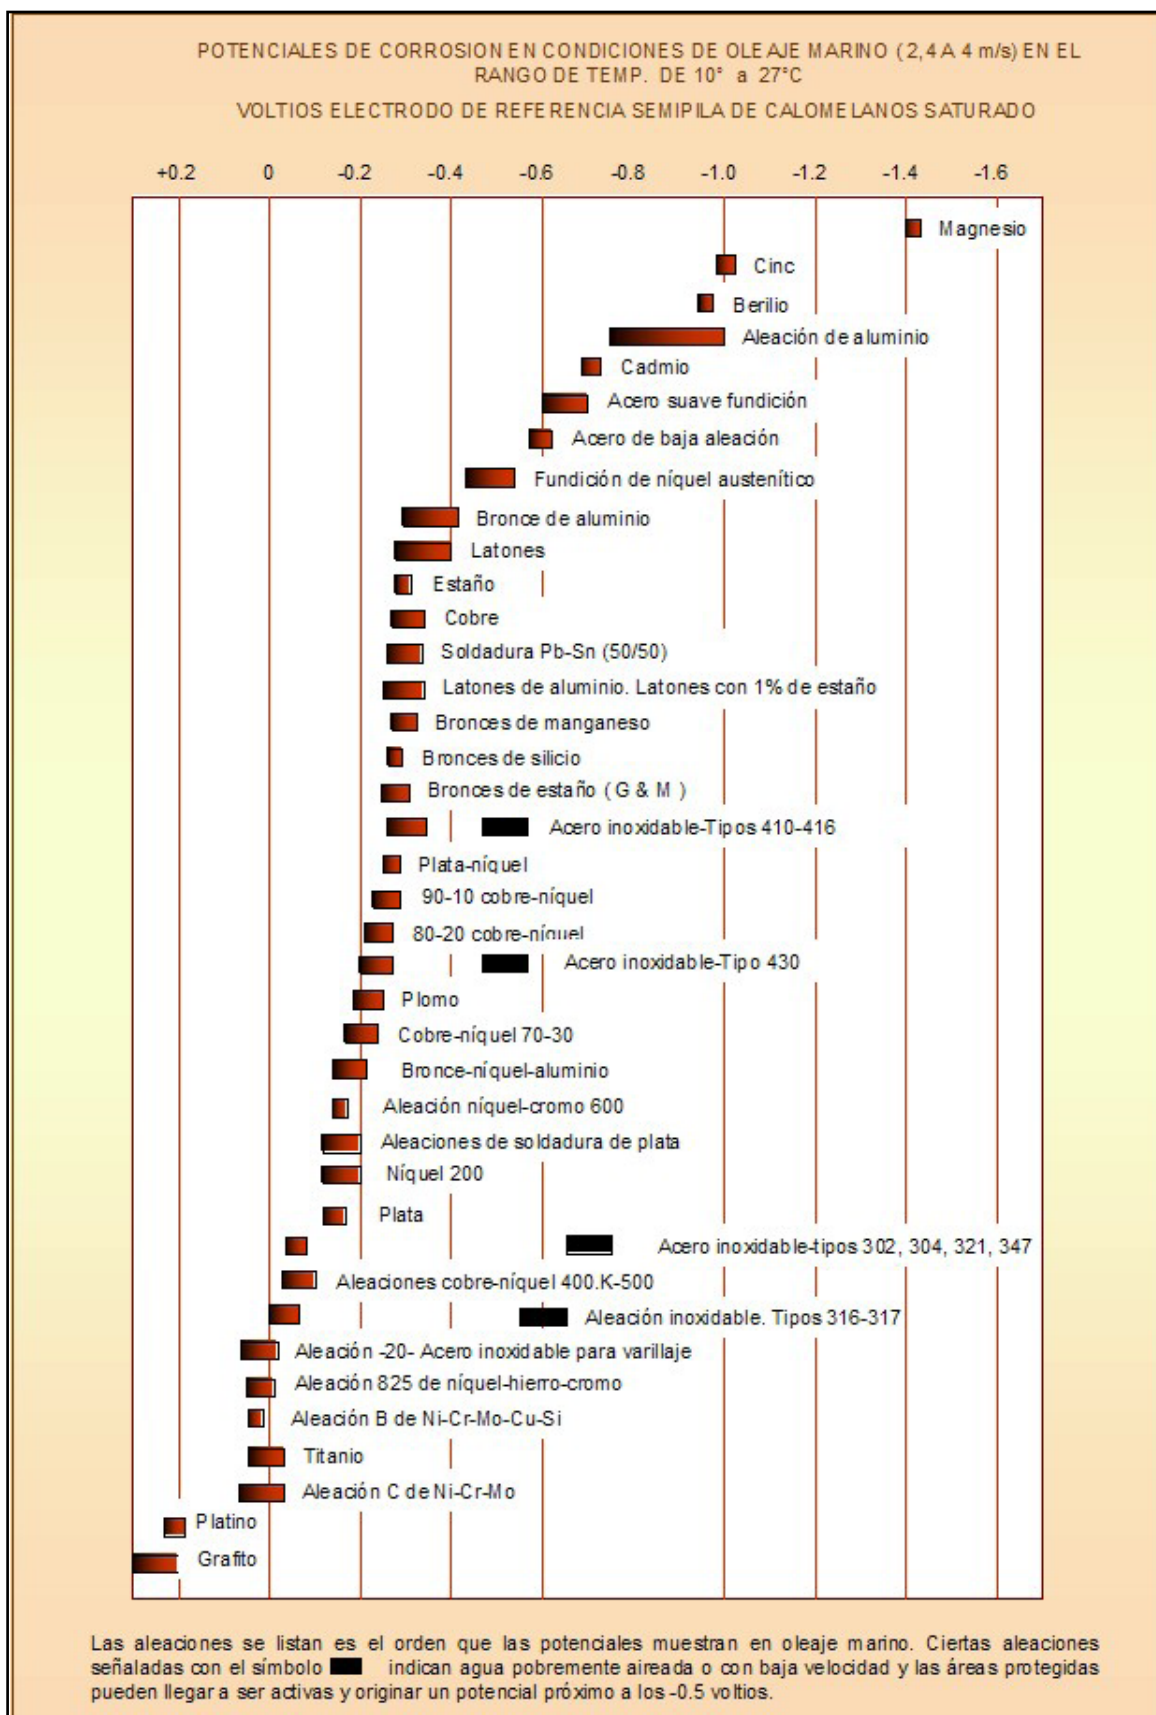 POTENCIALES DE CORROSION EN CONDICIONES DE OLEAJE MARINO ( 2,4 A 4 m/s) EN EL
RANGO DE TEMP. DE 10° a 27°C
VOLTIOS ELECTRODO DE REFERENCIA SEMIPILA DE CALOMELANOS SATURADO
+0.2 0 -0.2 -0.4 -0.6 -0.8 -1.0 -1.2 -1.4 -1.6
Magnesio
Cinc
Berilio
Aleación de aluminio
Cadmio
Acero suave fundición
Acero de baja aleación
Fundición de níquel austenítico
Bronce de aluminio
Latones
Estaño
Cobre
Soldadura Pb-Sn (50/50)
Latones de aluminio. Latones con 1% de estaño
Bronces de manganeso
Bronces de silicio
Bronces de estaño ( G & M )
Acero inoxidable-Tipos 410-416
Plata-níquel
90-10 cobre-níquel
80-20 cobre-níquel
Acero inoxidable-Tipo 430
Plomo
Cobre-níquel 70-30
Bronce-níquel-aluminio
Aleación níquel-cromo 600
Aleaciones de soldadura de plata
Níquel 200
Plata
Acero inoxidable-tipos 302, 304, 321, 347
Aleaciones cobre-níquel 400.K-500
Aleación inoxidable. Tipos 316-317
Aleación -20- Acero inoxidable para varillaje
Aleación 825 de níquel-hierro-cromo
Aleación B de Ni-Cr-Mo-Cu-Si
Titanio
Aleación C de Ni-Cr-Mo
Platino
Grafito
Las aleaciones se listan es el orden que las potenciales muestran en oleaje marino. Ciertas aleaciones
señaladas con el símbolo indican agua pobremente aireada o con baja velocidad y las áreas protegidas
pueden llegar a ser activas y originar un potencial próximo a los -0.5 voltios.